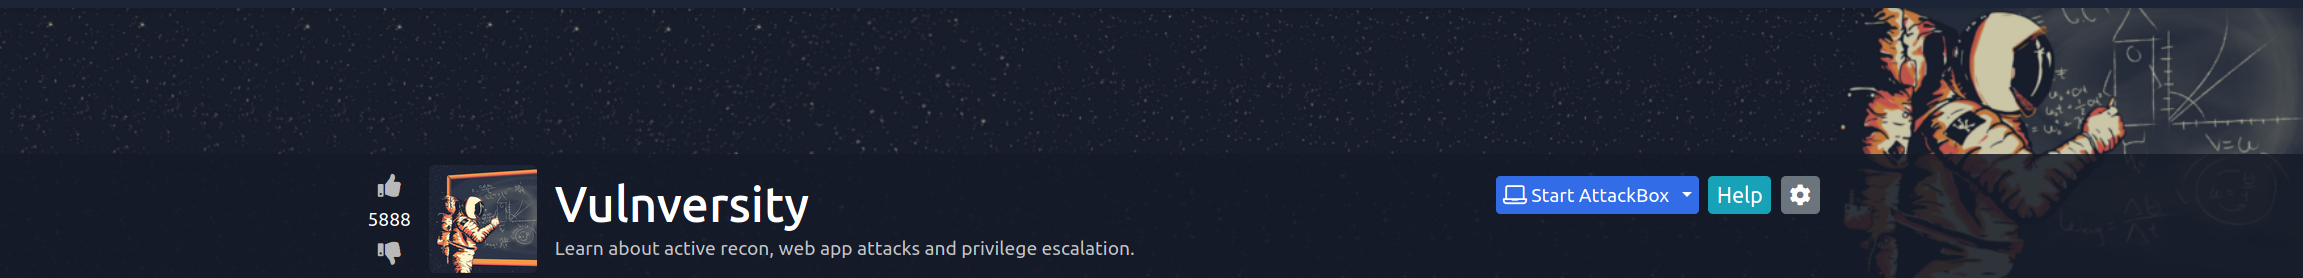 5888
Vulnversity
Learn about active recon, web app attacks and privilege escalation.
Start AttackBox
Help
V=u